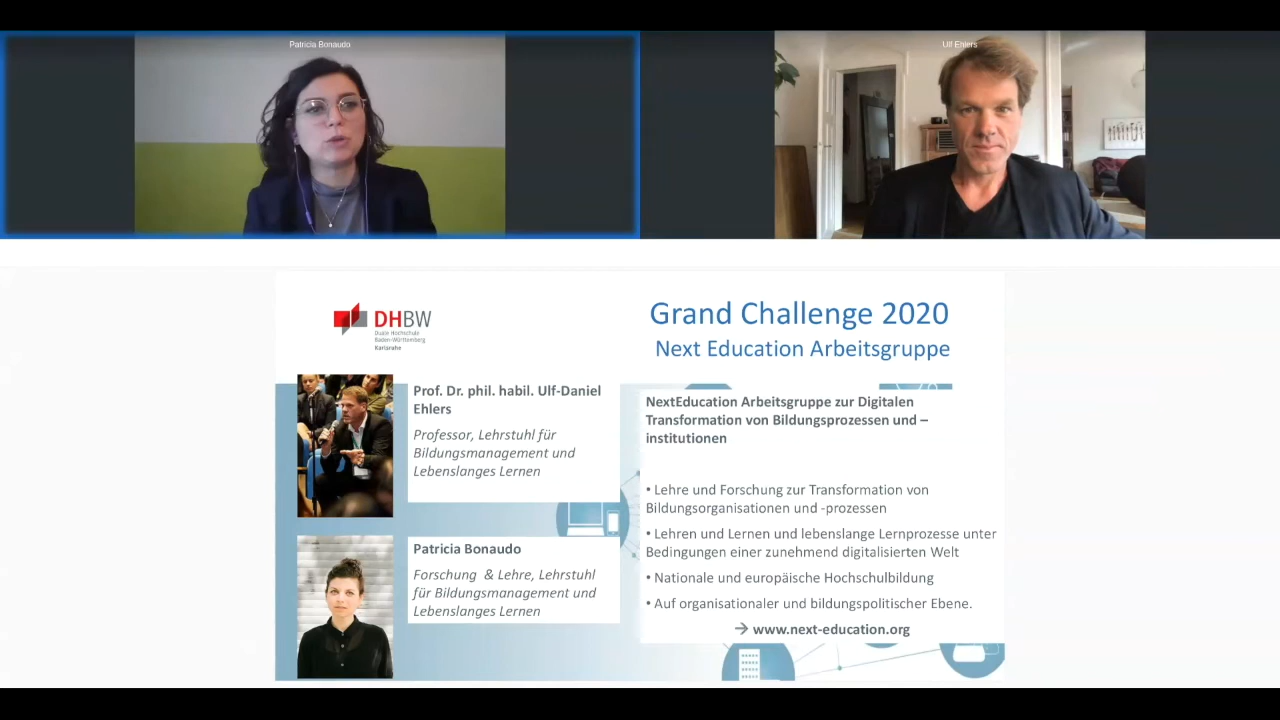 Patricia Bonaudo
Ulf Ehlers
DHBW
Duale Hochschule
Baden-Württemberg
Karlsruhe
Grand Challenge 2020
Next Education Arbeitsgruppe
Prof. Dr. phil. habil. Ulf-Daniel
Ehlers
Professor, Lehrstuhl für
Bildungsmanagement und
Lebenslanges Lernen
Patricia Bonaudo
Forschung & Lehre, Lehrstuhl
für Bildungsmanagement und
Lebenslanges Lernen
NextEducation Arbeitsgruppe zur Digitalen
Transformation von Bildungsprozessen und –
institutionen
• Lehre und Forschung zur Transformation von
Bildungsorganisationen und -prozessen
• Lehren und Lernen und lebenslange Lernprozesse unter
Bedingungen einer zunehmend digitalisierten Welt
• Nationale und europäische Hochschulbildung
• Auf organisationaler und bildungspolitischer Ebene.
→ www.next-education.org